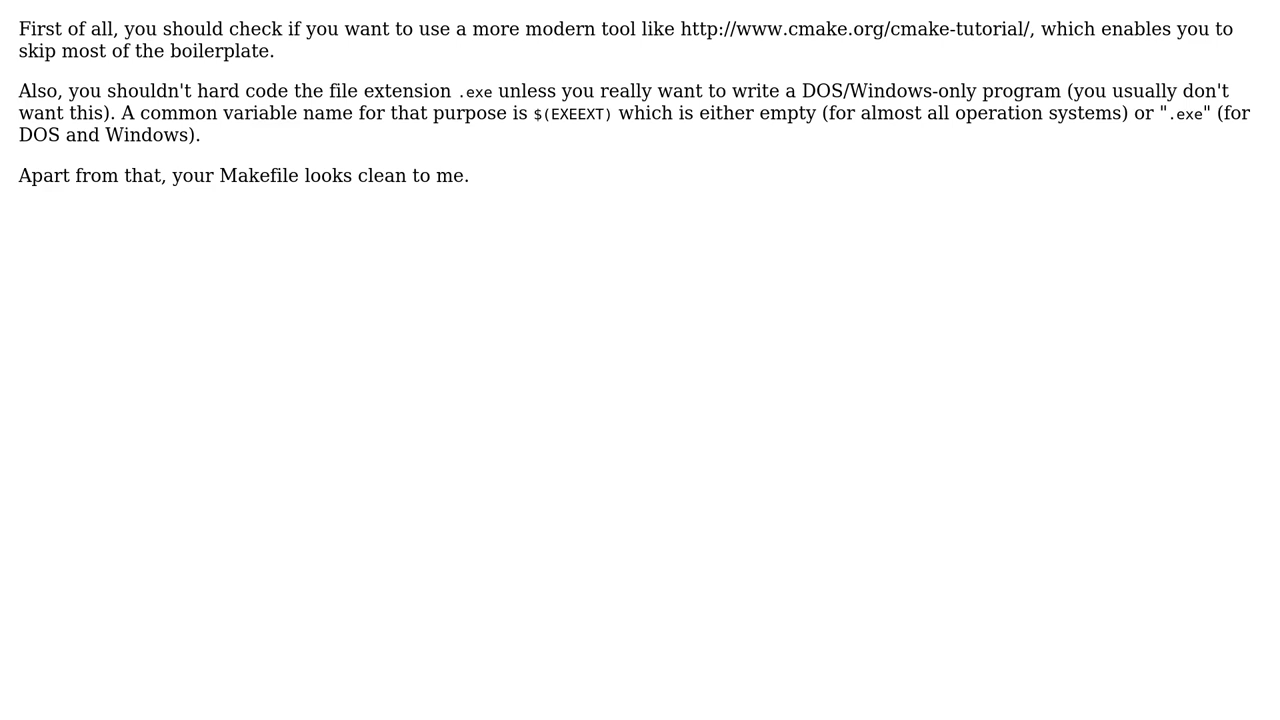 First of all, you should check if you want to use a more modern tool like http://www.cmake.org/cmake-tutorial/, which enables you to
skip most of the boilerplate.
Also, you shouldn't hard code the file extension .exe unless you really want to write a DOS/Windows-only program (you usually don't
want this). A common variable name for that purpose is $(EXEEXT) which is either empty (for almost all operation systems) or ".exe" (for
DOS and Windows).
Apart from that, your Makefile looks clean to me.